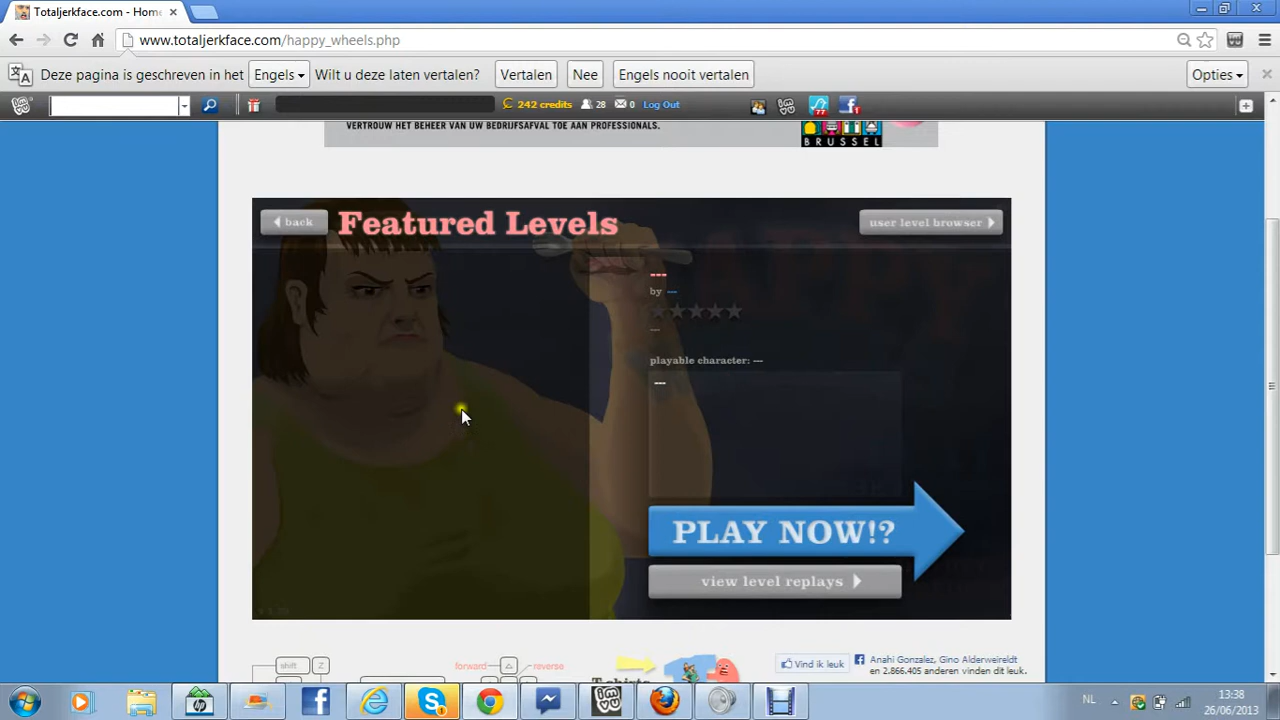 Totaljerkface.com - Home
www.totaljerkface.com/happy_wheels.php
Deze pagina is geschreven in het Engels Wilt u deze laten vertalen? Vertalen Nee Engels nooit vertalen Opties
242 credits 28 0 Log Out
77 1
VERTROUW HET BEHEER VAN UW BEDRIJFSAFVAL TOE AAN PROFESSIONALS.
BRUSSEL
back Featured Levels user level browser
---
by ---
---
playable character: ---
---
PLAY NOW!?
view level replays
shift Z forward reverse
T-shirts
Vind ik leuk Anahi Gonzalez, Gino Alderweireldt
en 2.866.405 anderen vinden dit leuk.
NL 13:38
26/06/2013